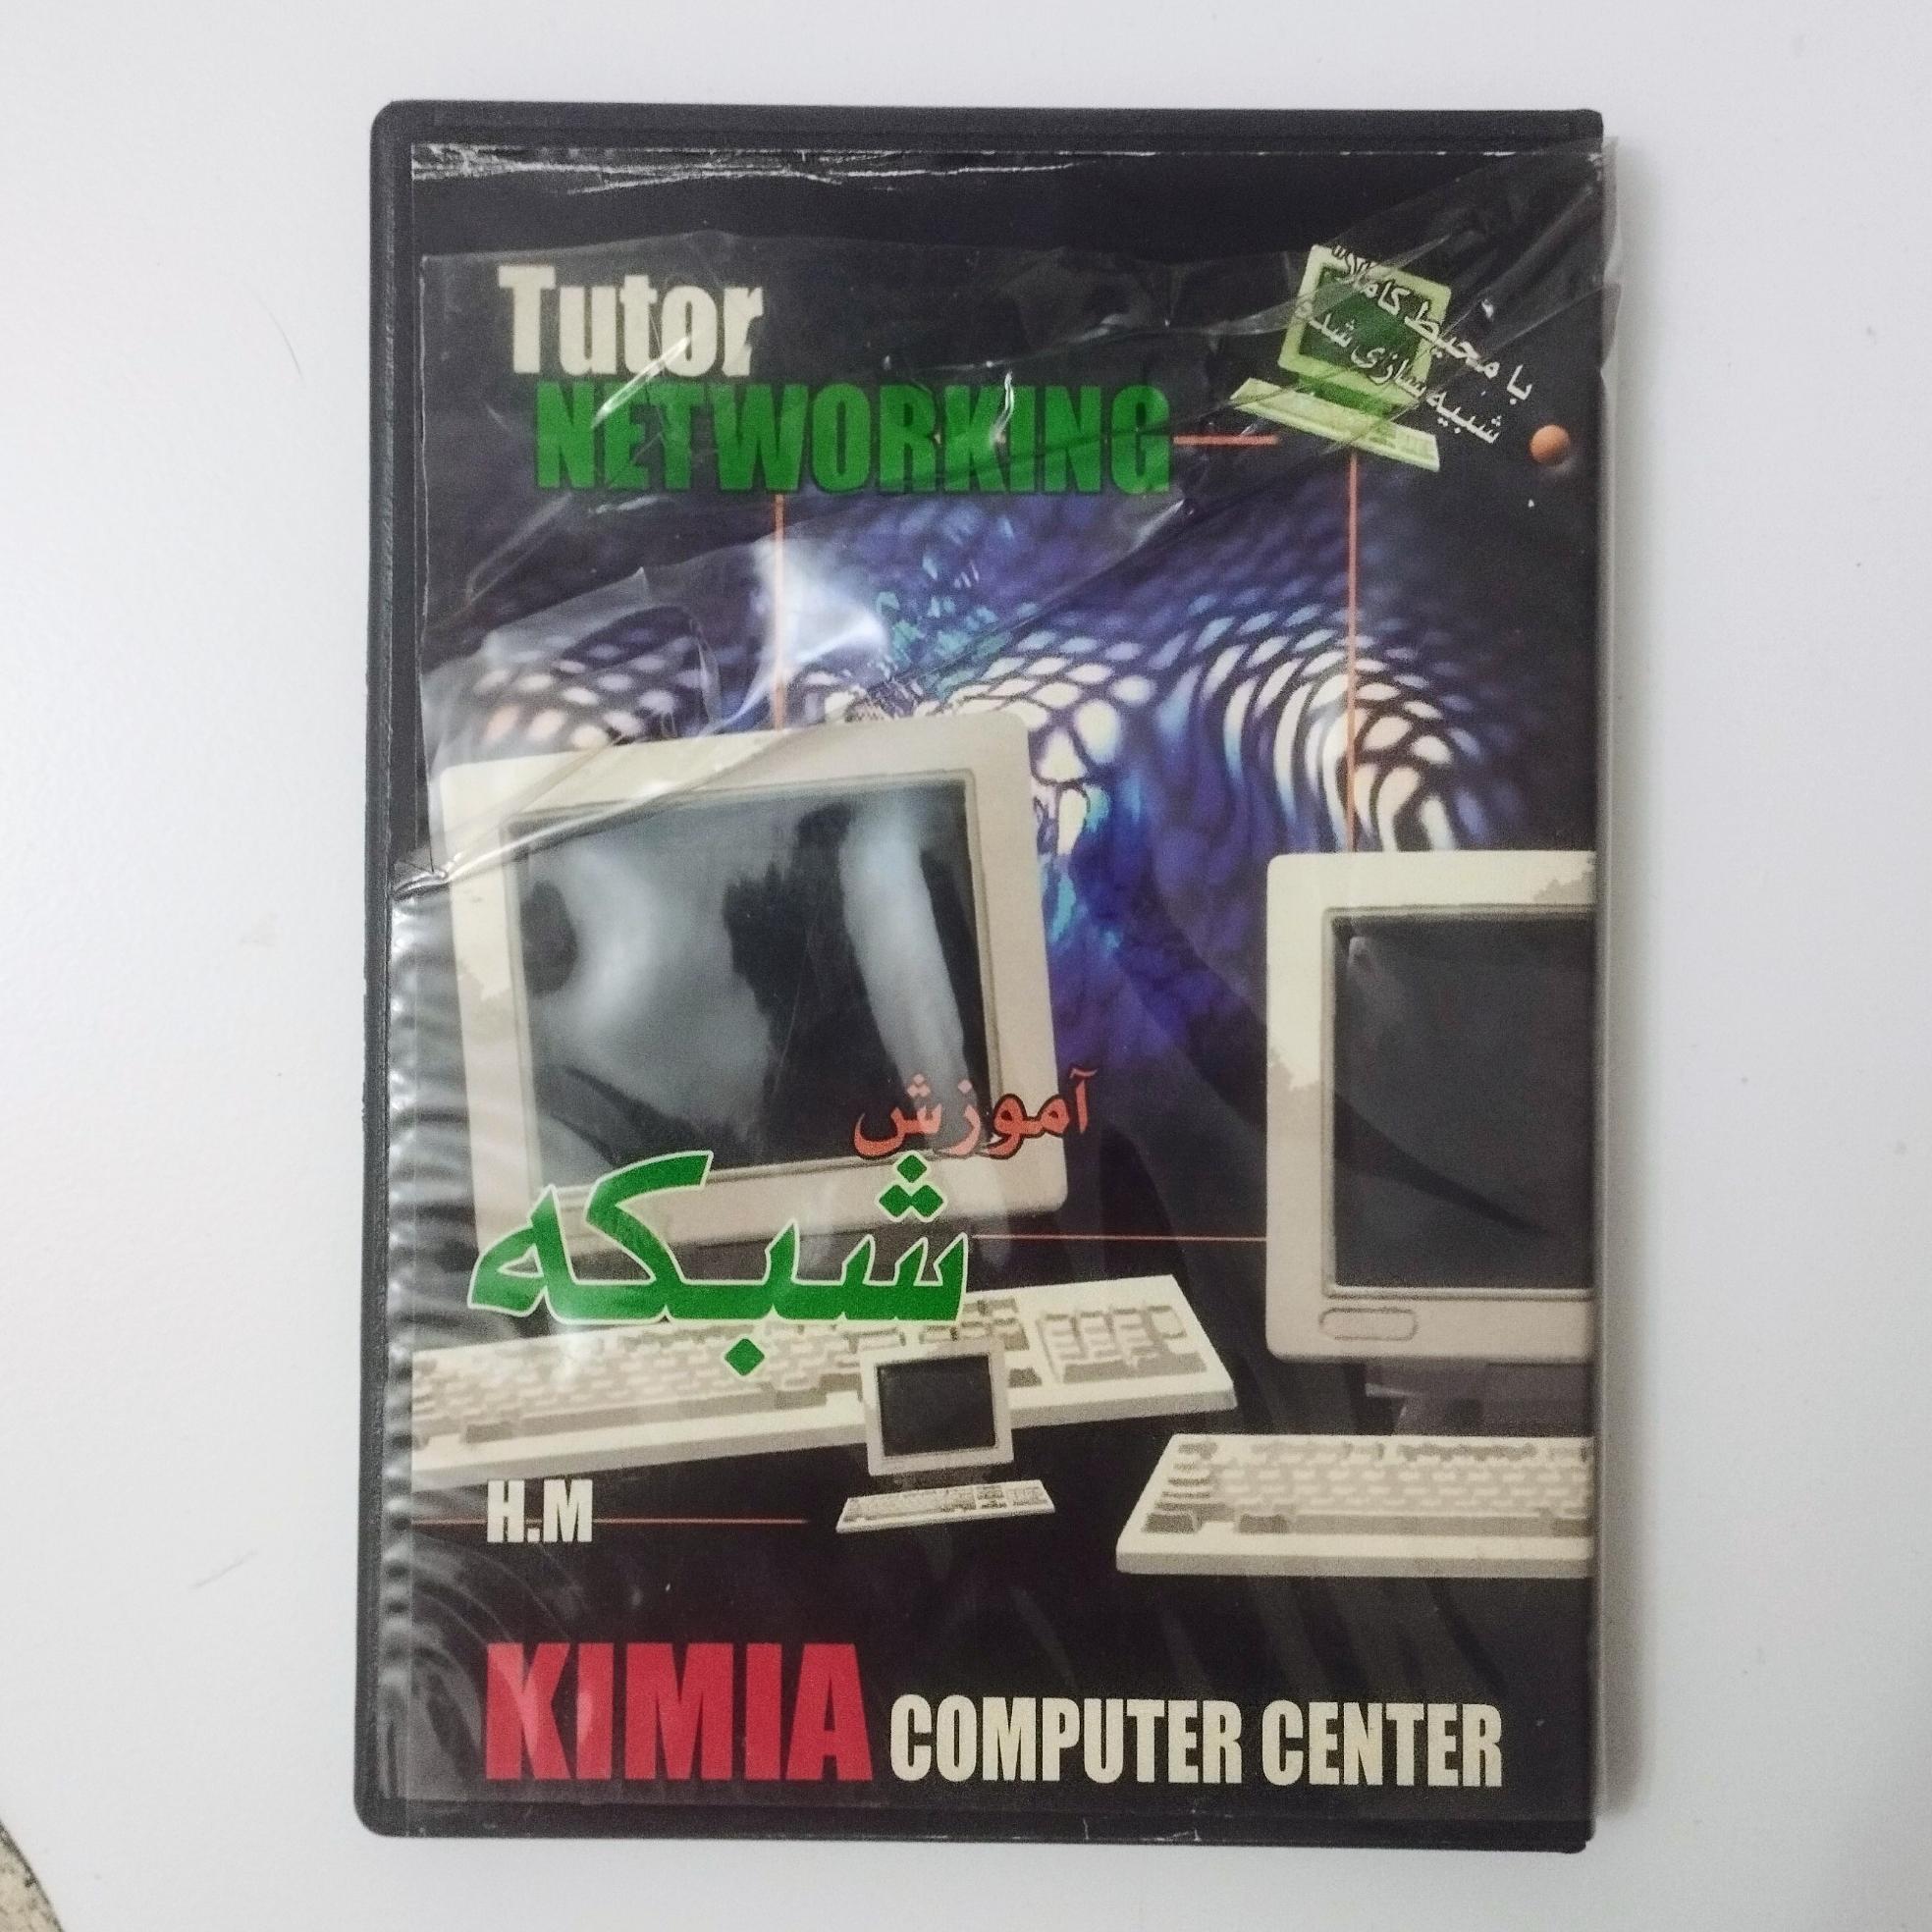 Tutor
NETWORKING
با محیط کاملاً
شبیه سازی شده
آموزش
شبکه
H.M
KIMIA COMPUTER CENTER